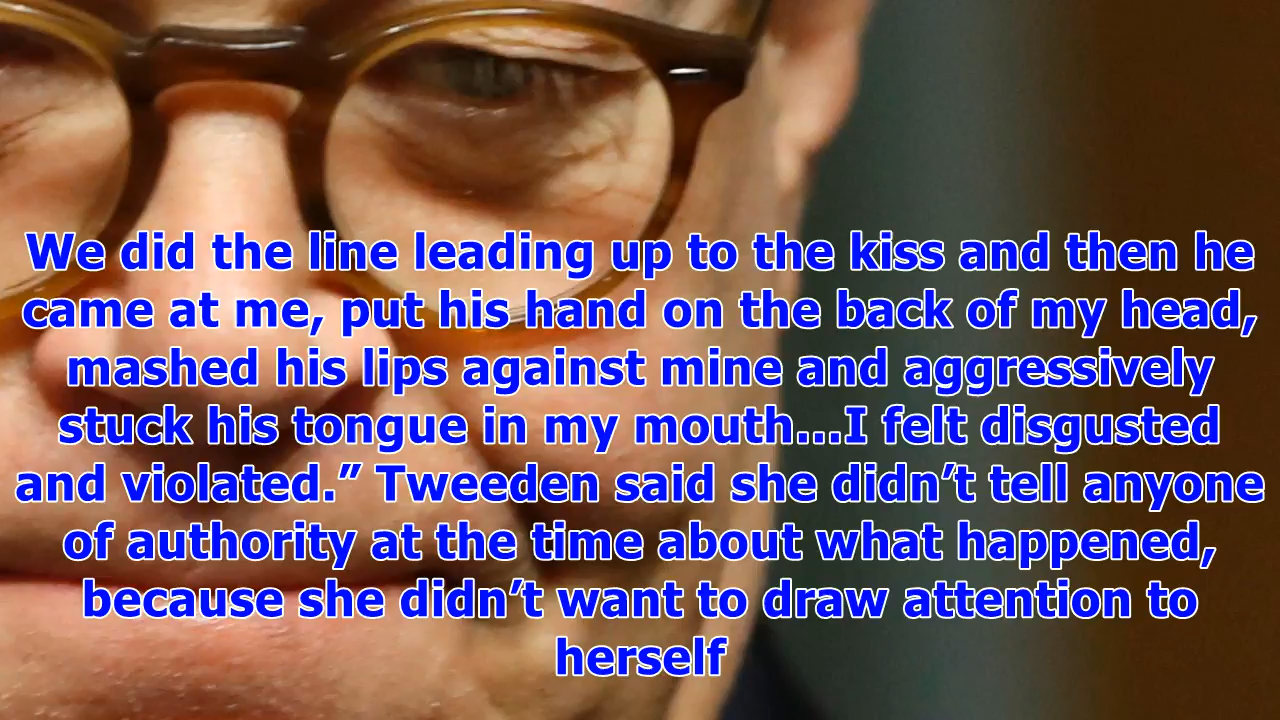 We did the line leading up to the kiss and then he
came at me, put his hand on the back of my head,
mashed his lips against mine and aggressively
stuck his tongue in my mouth…I felt disgusted
and violated.” Tweeden said she didn’t tell anyone
of authority at the time about what happened,
because she didn’t want to draw attention to
herself